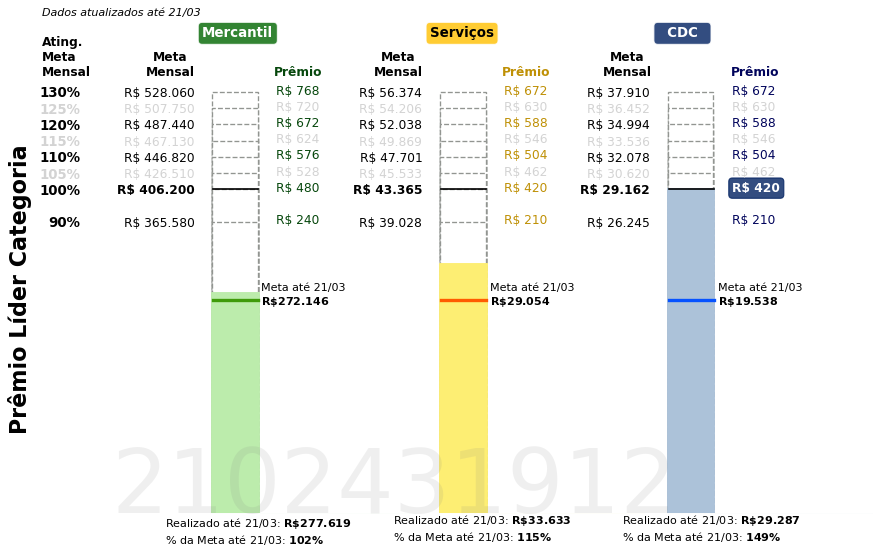 Dados atualizados até 21/03
Mercantil Serviços CDC
Ating. Meta Mensal Meta Mensal Prêmio Meta Mensal Prêmio Meta Mensal Prêmio
130% R$ 528.060 R$ 768 R$ 56.374 R$ 672 R$ 37.910 R$ 672
125% R$ 507.750 R$ 720 R$ 54.206 R$ 630 R$ 36.452 R$ 630
120% R$ 487.440 R$ 672 R$ 52.038 R$ 588 R$ 34.994 R$ 588
115% R$ 467.130 R$ 624 R$ 49.869 R$ 546 R$ 33.536 R$ 546
110% R$ 446.820 R$ 576 R$ 47.701 R$ 504 R$ 32.078 R$ 504
105% R$ 426.510 R$ 528 R$ 45.533 R$ 462 R$ 30.620 R$ 462
100% R$ 406.200 R$ 480 R$ 43.365 R$ 420 R$ 29.162 R$ 420
90% R$ 365.580 R$ 240 R$ 39.028 R$ 210 R$ 26.245 R$ 210
Prêmio Líder Categoria
Meta até 21/03 Meta até 21/03 Meta até 21/03
R$272.146 R$29.054 R$19.538
2102431912
Realizado até 21/03: R$277.619 Realizado até 21/03: R$33.633 Realizado até 21/03: R$29.287
% da Meta até 21/03: 102% % da Meta até 21/03: 115% % da Meta até 21/03: 149%